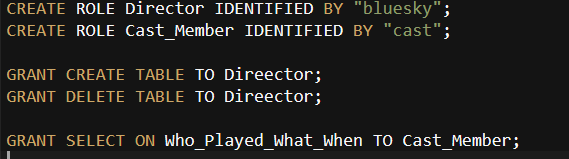 CREATE ROLE Director IDENTIFIED BY "bluesky";
CREATE ROLE Cast_Member IDENTIFIED BY "cast";
GRANT CREATE TABLE TO Direector;
GRANT DELETE TABLE TO Direector;
GRANT SELECT ON Who_Played_What_When TO Cast_Member;